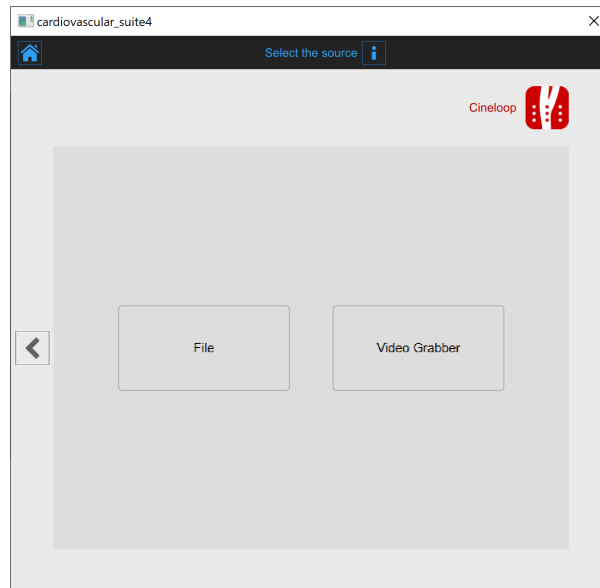 cardiovascular_suite4
Select the source
Cineloop
File
Video Grabber